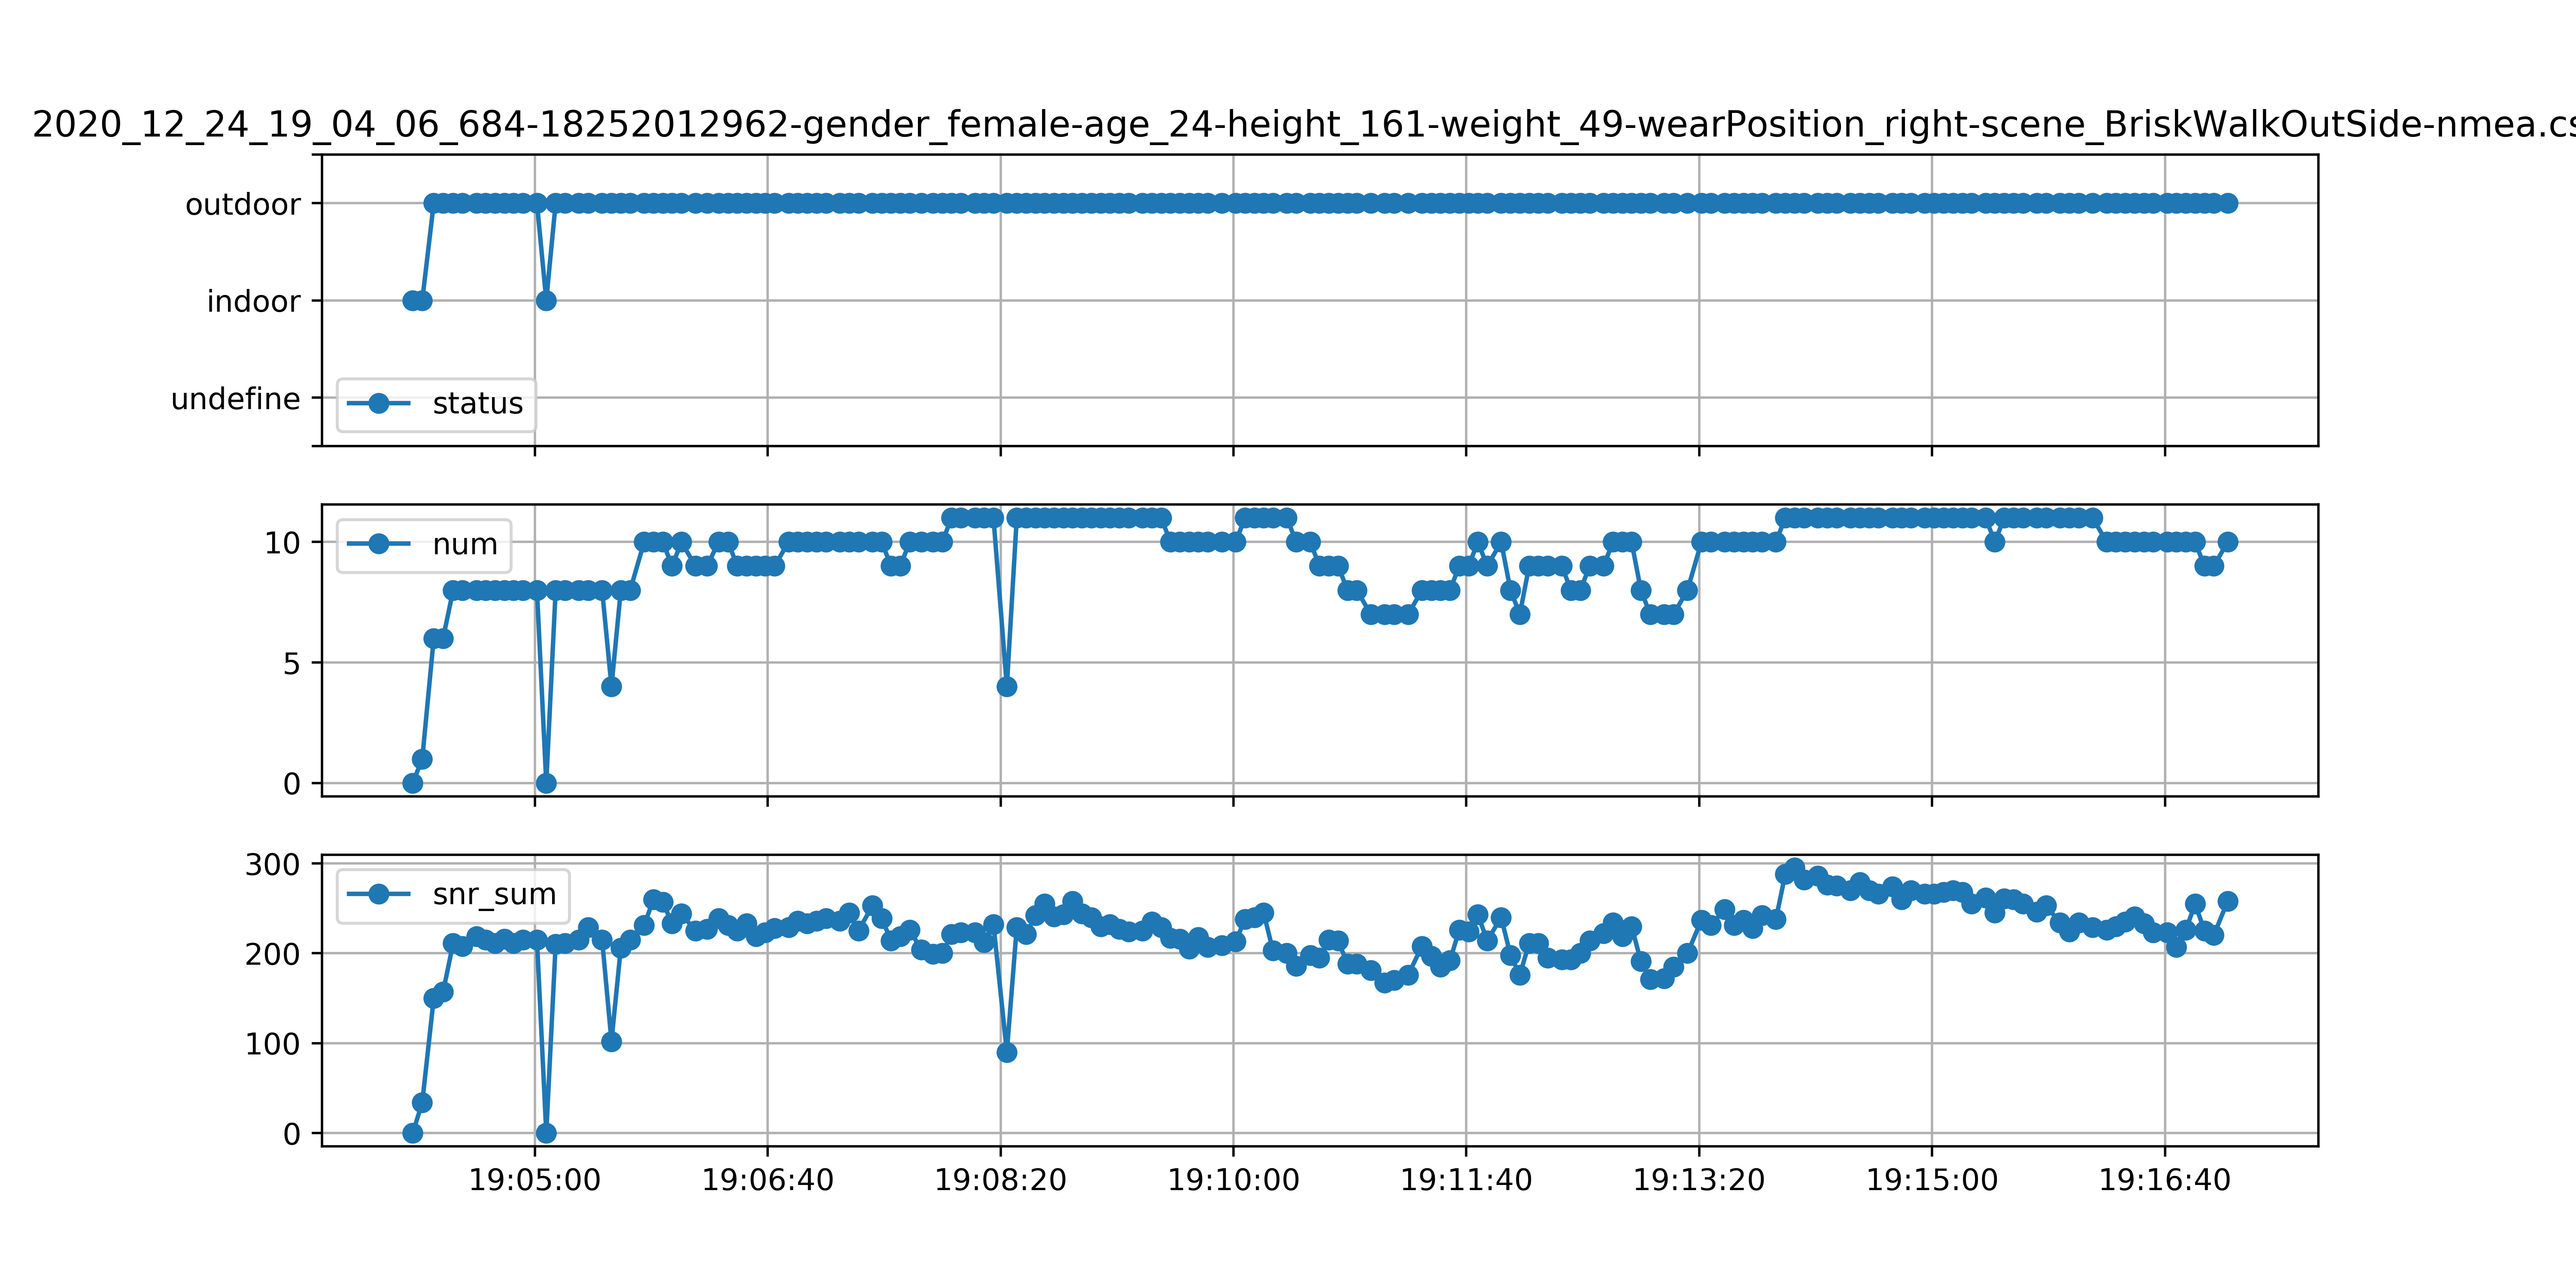 2020_12_24_19_04_06_684-18252012962-gender_female-age_24-height_161-weight_49-wearPosition_right-scene_BriskWalkOutSide-nmea.cs
outdoor
indoor
undefine
status
10
5
0
num
300
200
100
0
snr_sum
19:05:00 19:06:40 19:08:20 19:10:00 19:11:40 19:13:20 19:15:00 19:16:40